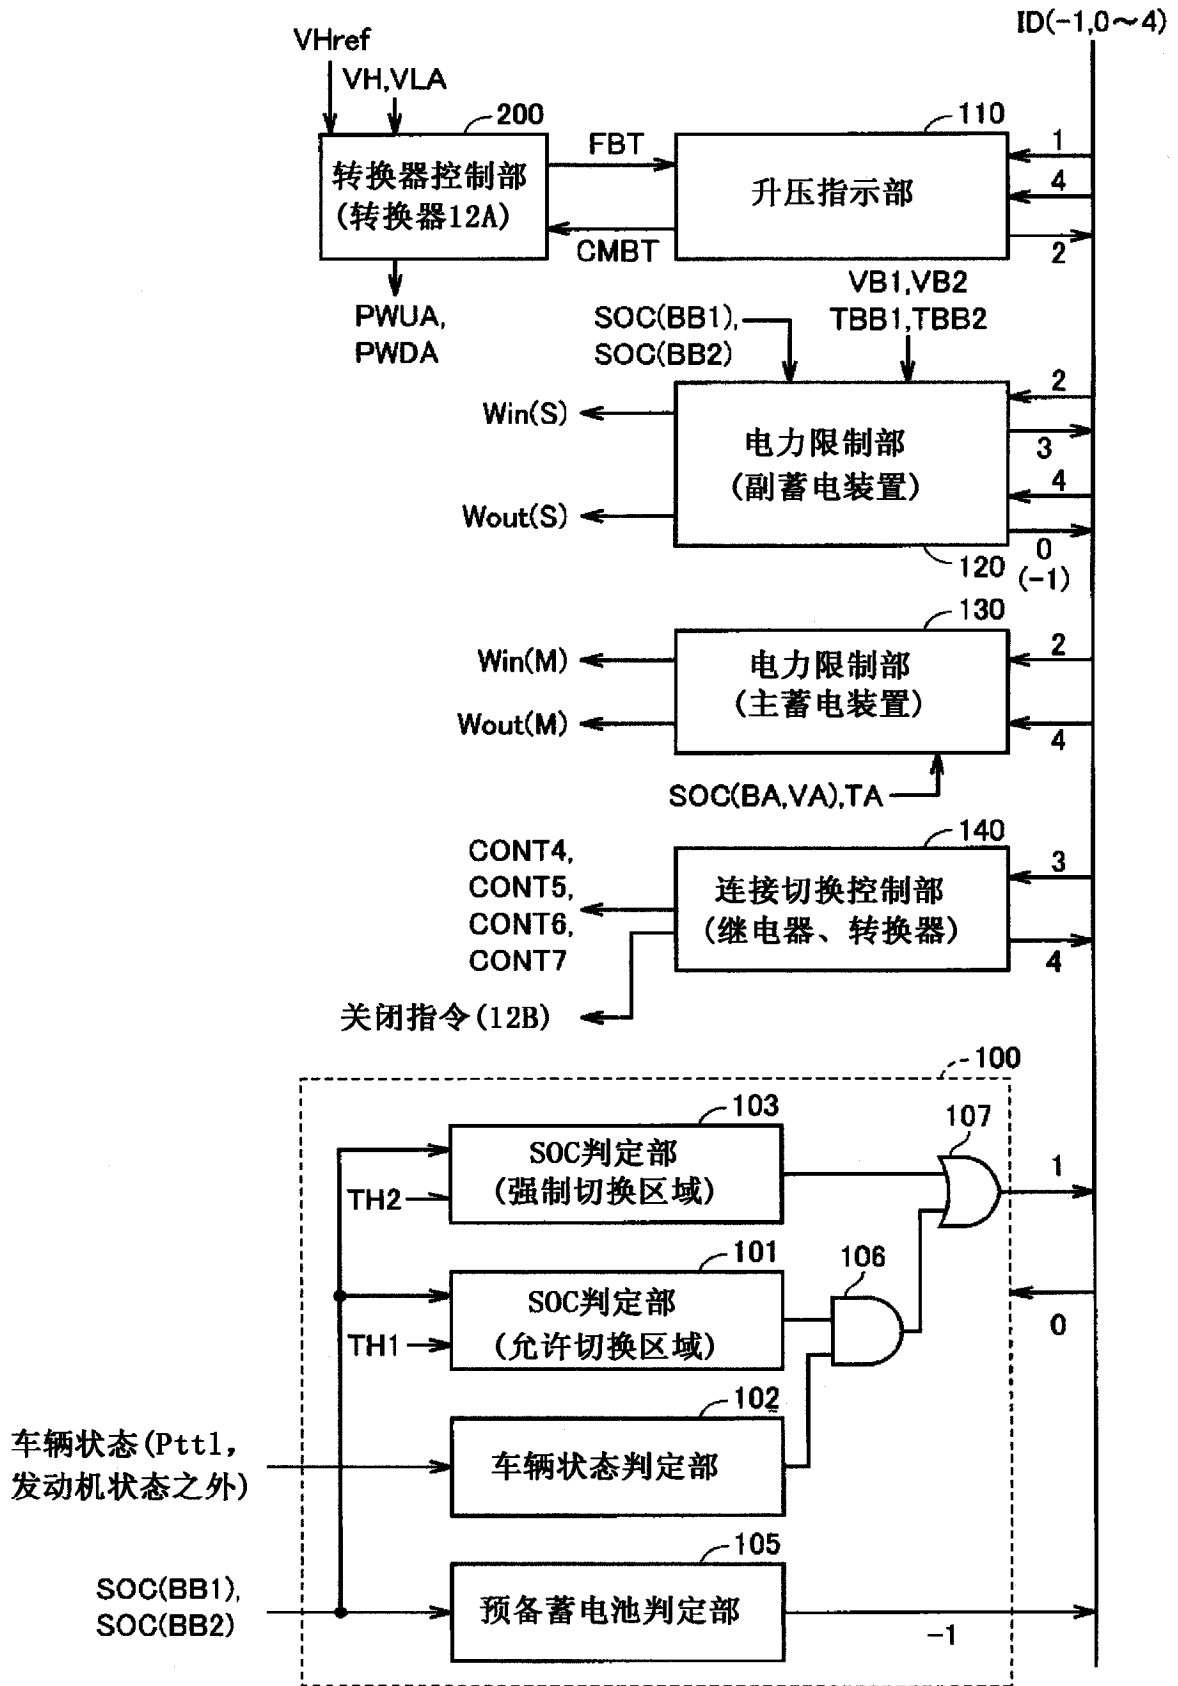 ID(-1,0～4)
VHref
VH,VLA
200
110
转换器控制部
(转换器12A)
FBT
CMBT
升压指示部
1
4
2
PWUA,
PWDA
SOC(BB1),
SOC(BB2)
VB1,VB2
TBB1,TBB2
Win(S)
Wout(S)
电力限制部
(副蓄电装置)
2
3
4
0
(-1)
120
130
Win(M)
Wout(M)
电力限制部
(主蓄电装置)
2
4
SOC(BA,VA),TA
140
CONT4,
CONT5,
CONT6,
CONT7
连接切换控制部
(继电器、转换器)
3
4
关闭指令(12B)
100
103
107
SOC判定部
(强制切换区域)
TH2
1
101
106
SOC判定部
(允许切换区域)
TH1
0
102
车辆状态(Pttl,
发动机状态之外)
车辆状态判定部
105
SOC(BB1),
SOC(BB2)
预备蓄电池判定部
-1